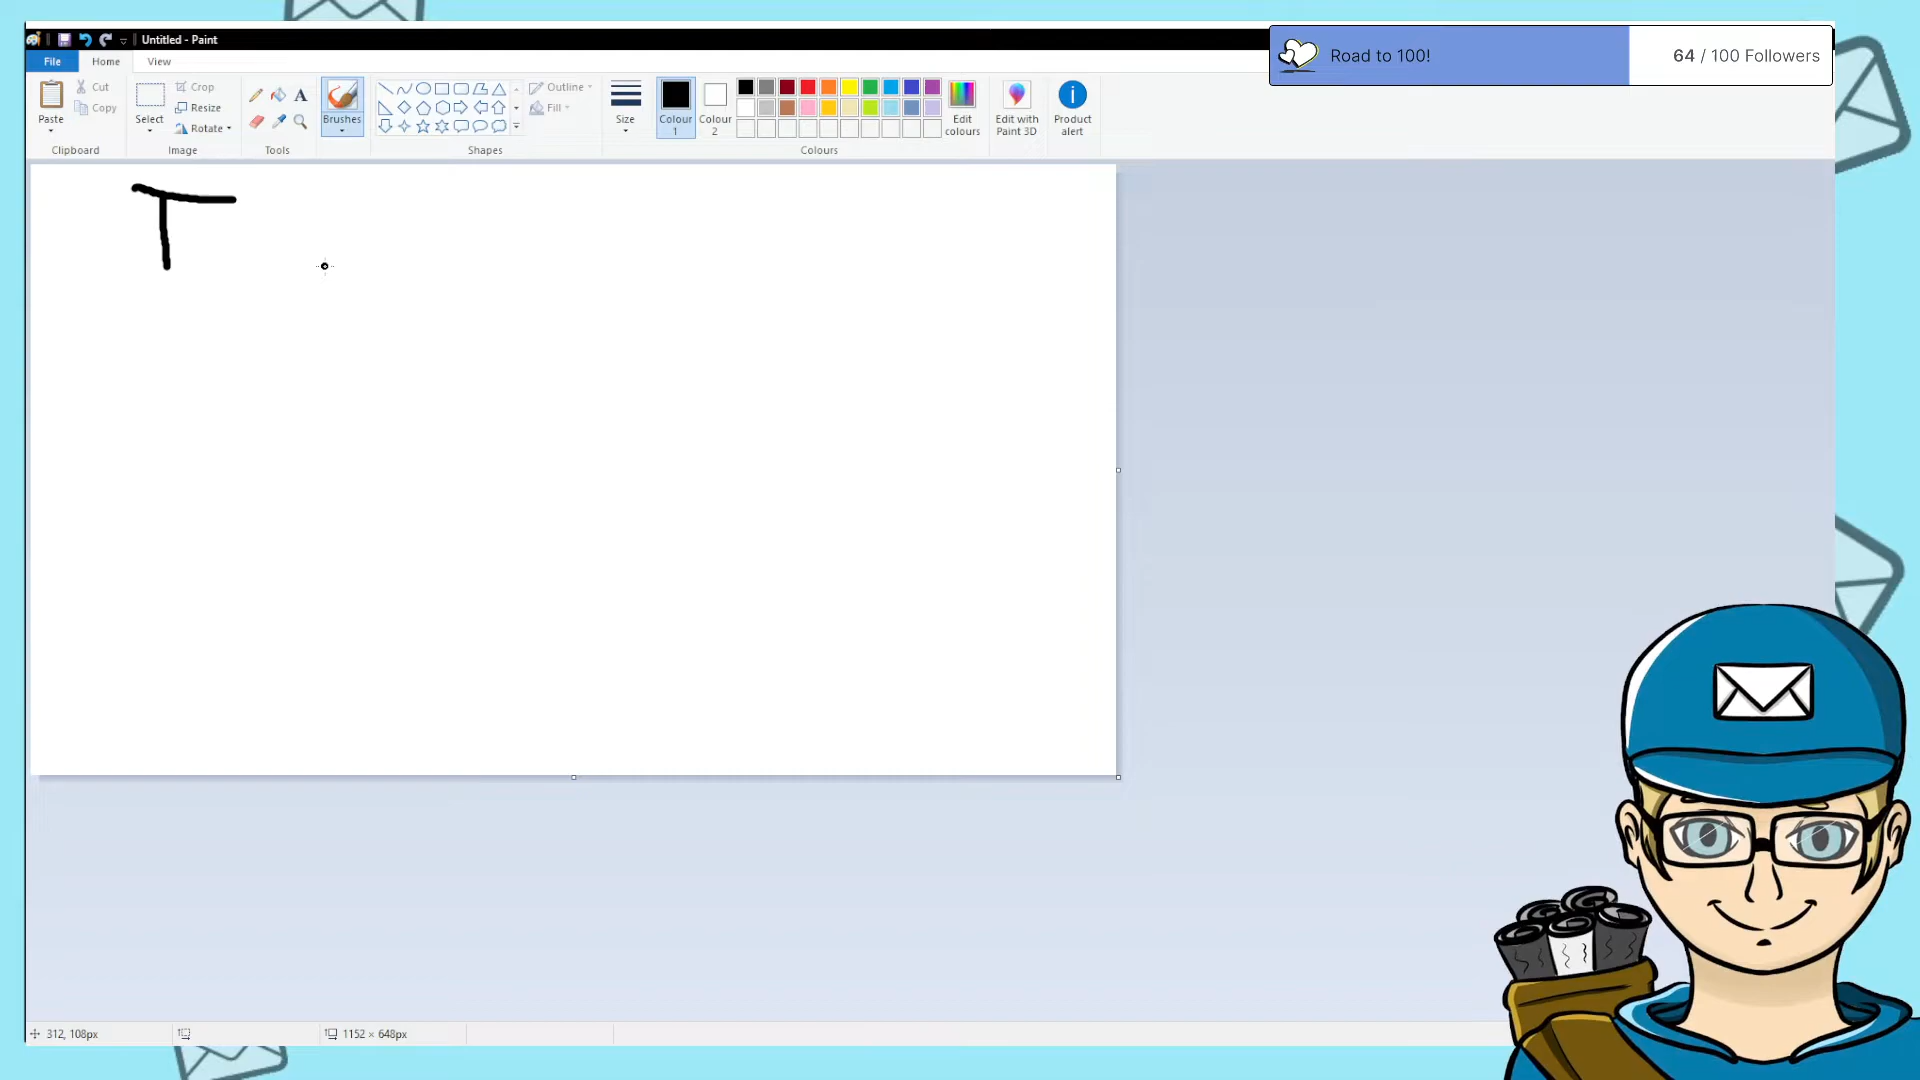 Untitled - Paint
Road to 100!
64 / 100 Followers
File
Home
View
Paste
Cut
Copy
Clipboard
Select
Crop
Resize
Rotate
Image
A
Tools
Brushes
Shapes
Outline
Fill
Size
Colour
1
Colour
2
Edit
colours
Colours
Edit with
Paint 3D
Product
alert
T
312, 108px
1152 × 648px